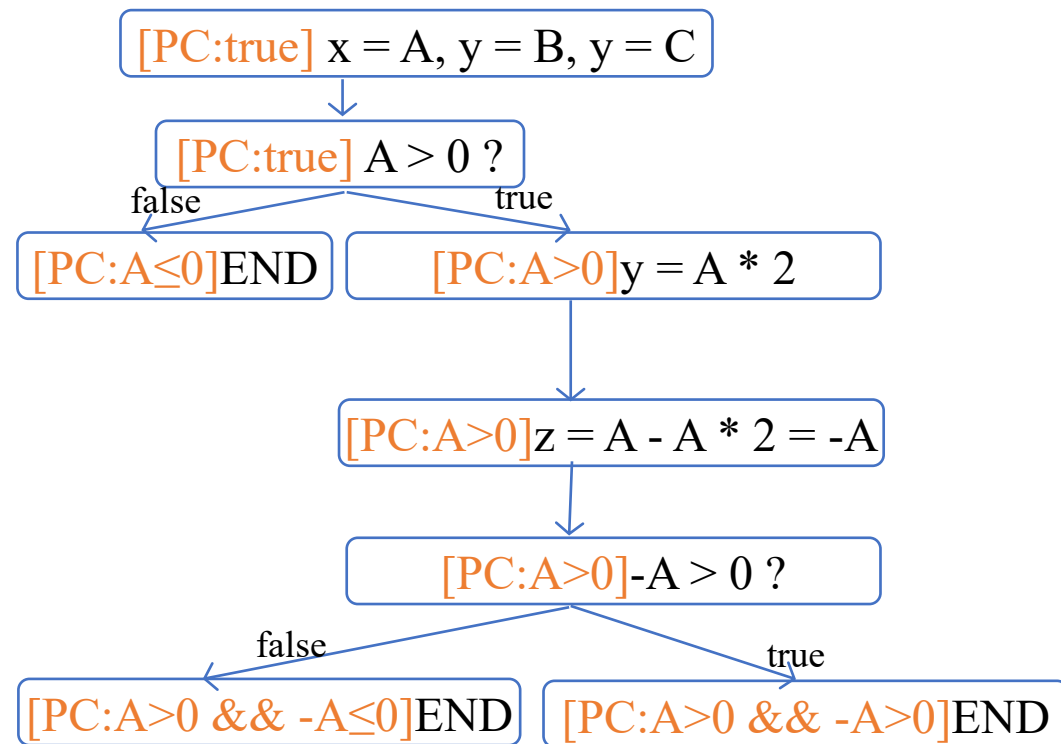 [PC:true] x = A, y = B, y = C
[PC:true] A > 0 ?
false
true
[PC:A≤0]END
[PC:A>0]y = A * 2
[PC:A>0]z = A - A * 2 = -A
[PC:A>0]-A > 0 ?
false
true
[PC:A>0 && -A≤0]END
[PC:A>0 && -A>0]END